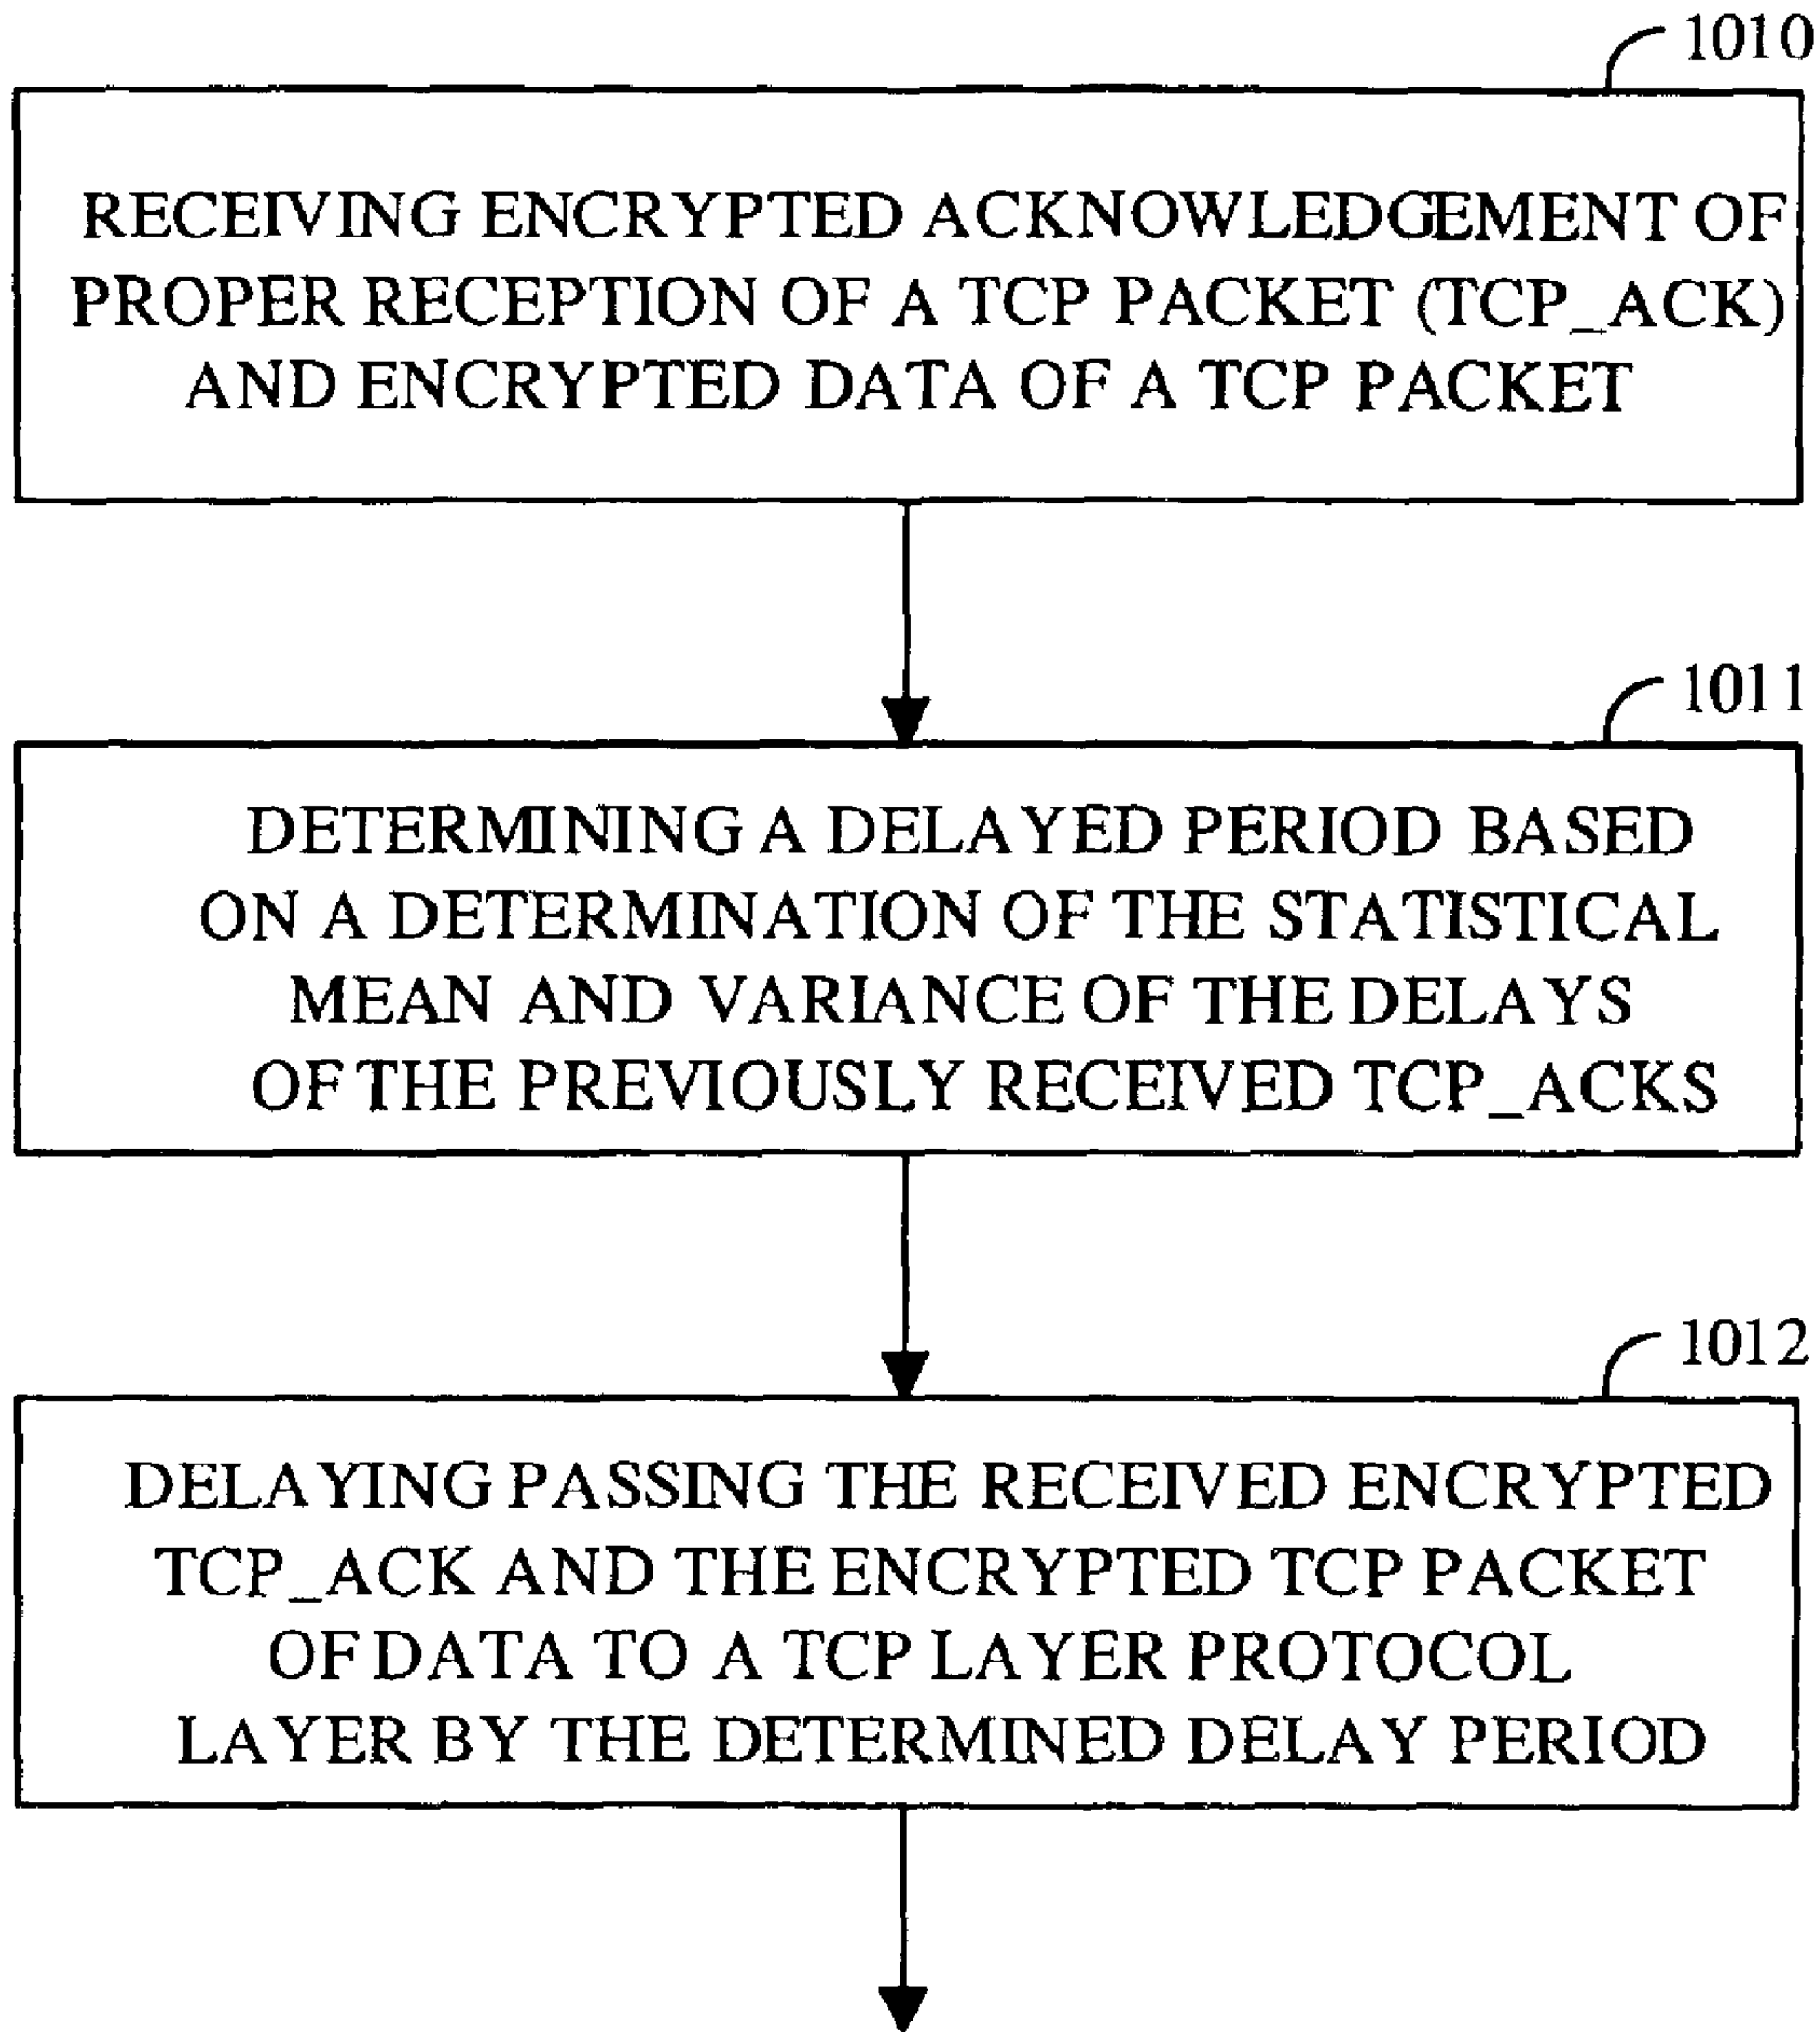 1010
RECEIVING ENCRYPTED ACKNOWLEDGEMENT OF
PROPER RECEPTION OF A TCP PACKET (TCP_ACK)
AND ENCRYPTED DATA OF A TCP PACKET
1011
DETERMINING A DELAYED PERIOD BASED
ON A DETERMINATION OF THE STATISTICAL
MEAN AND VARIANCE OF THE DELAYS
OF THE PREVIOUSLY RECEIVED TCP_ACKS
1012
DELAYING PASSING THE RECEIVED ENCRYPTED
TCP_ACK AND THE ENCRYPTED TCP PACKET
OF DATA TO A TCP LAYER PROTOCOL
LAYER BY THE DETERMINED DELAY PERIOD